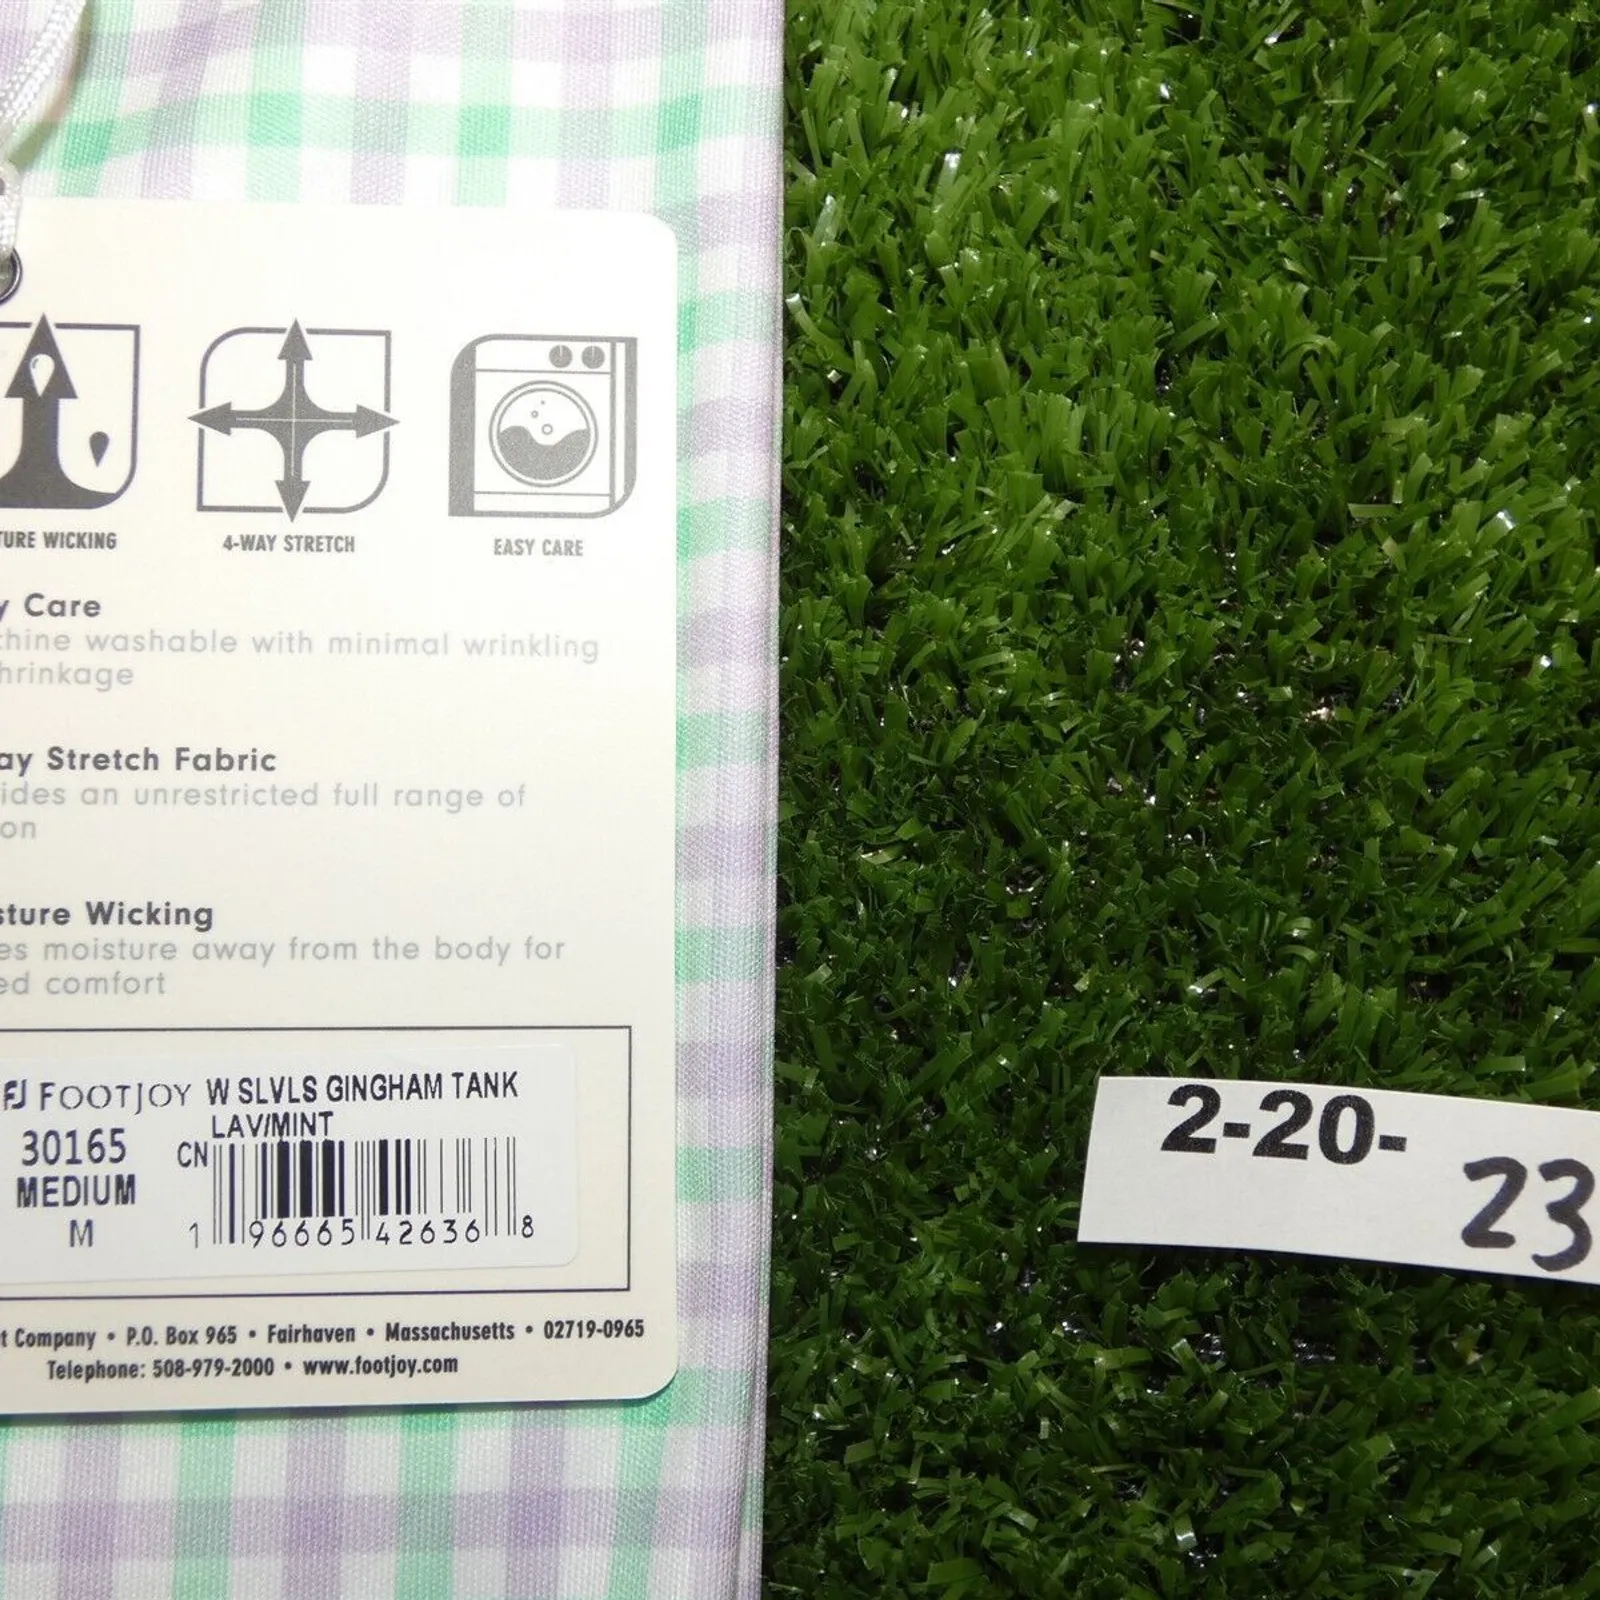 TURE WICKING
4-WAY STRETCH
EASY CARE
y Care
chine washable with minimal wrinkling
hrinkage
ay Stretch Fabric
ides an unrestricted full range of
on
sture Wicking
es moisture away from the body for
ed comfort
FJ FOOTJOY W SLVLS GINGHAM TANK
LAV/MINT
30165
CN
MEDIUM
M
1 96665 42636 8
t Company • P.O. Box 965 • Fairhaven • Massachusetts • 02719-0965
Telephone: 508-979-2000 • www.footjoy.com
2-20-23